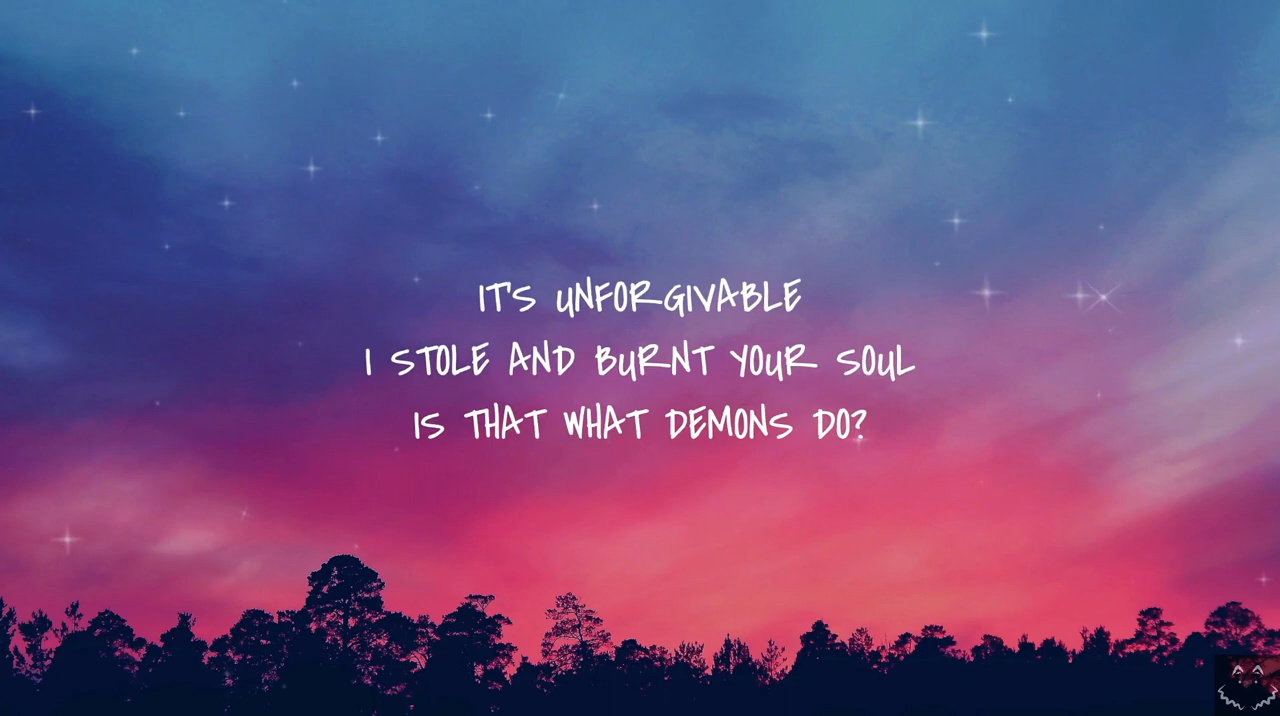 IT'S UNFORGIVABLE
I STOLE AND BURNT YOUR SOUL
IS THAT WHAT DEMONS DO?